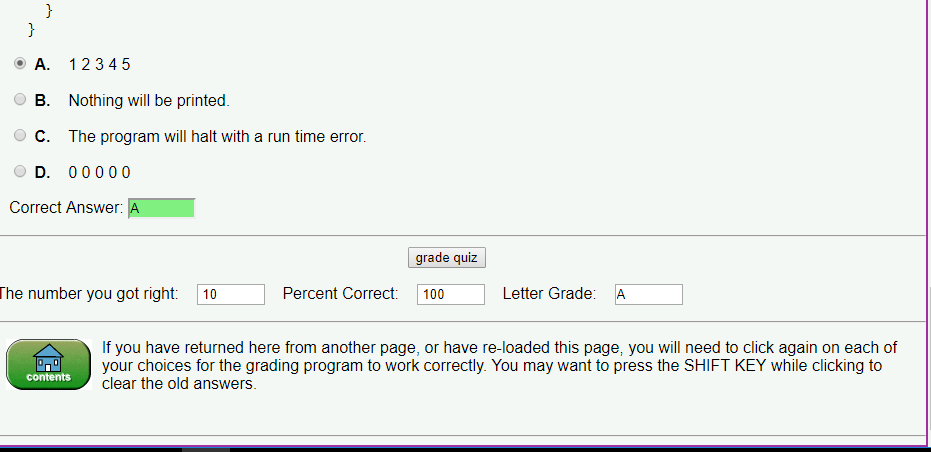 }
}
A. 1 2 3 4 5
B. Nothing will be printed.
C. The program will halt with a run time error.
D. 0 0 0 0 0
Correct Answer: A
grade quiz
The number you got right: 10 Percent Correct: 100 Letter Grade: A
If you have returned here from another page, or have re-loaded this page, you will need to click again on each of
your choices for the grading program to work correctly. You may want to press the SHIFT KEY while clicking to
clear the old answers.
contents